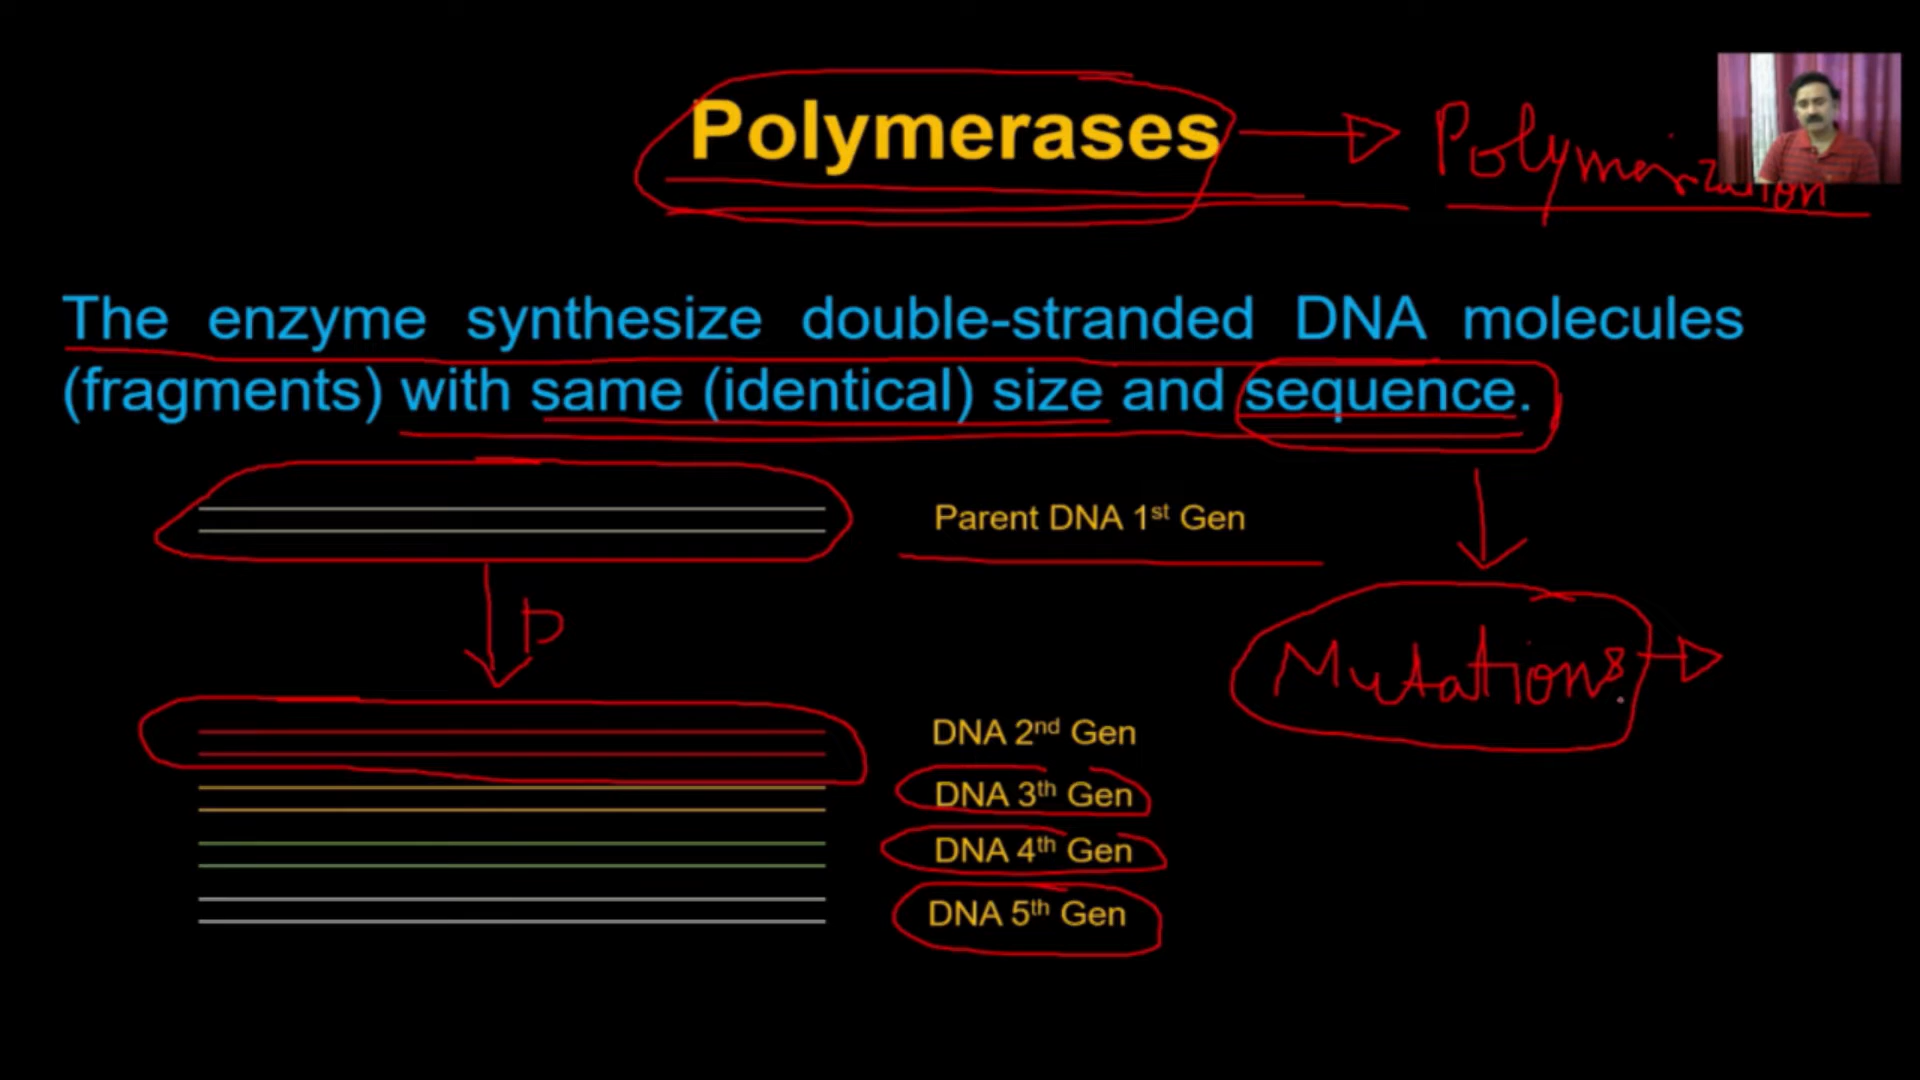 Polymerases
Polymerization
The enzyme synthesize double-stranded DNA molecules
(fragments) with same (identical) size and sequence.
Parent DNA 1st Gen
P
Mutations
DNA 2nd Gen
DNA 3th Gen
DNA 4th Gen
DNA 5th Gen